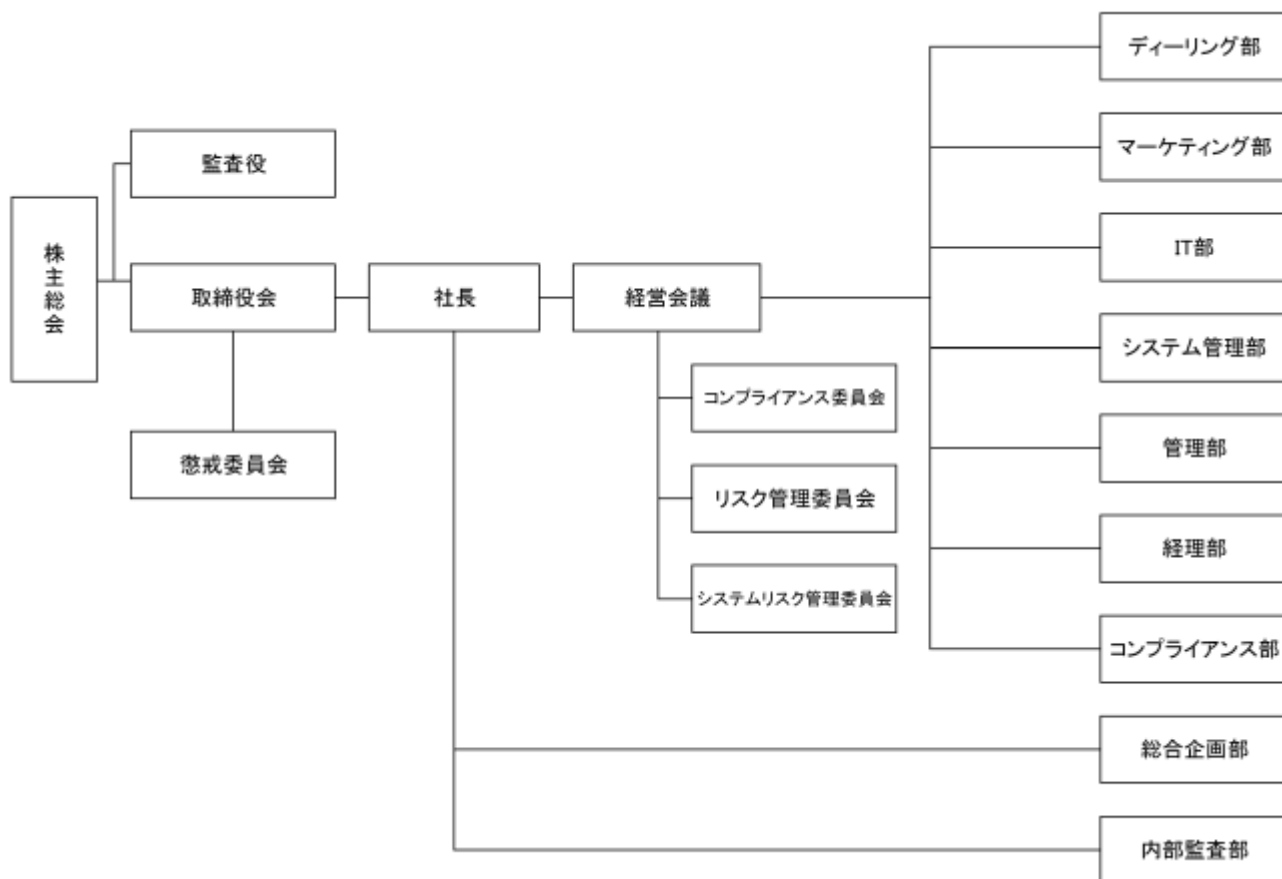 株主総会
監査役
取締役会
懲戒委員会
社長
経営会議
コンプライアンス委員会
リスク管理委員会
システムリスク管理委員会
ディーリング部
マーケティング部
IT部
システム管理部
管理部
経理部
コンプライアンス部
総合企画部
内部監査部